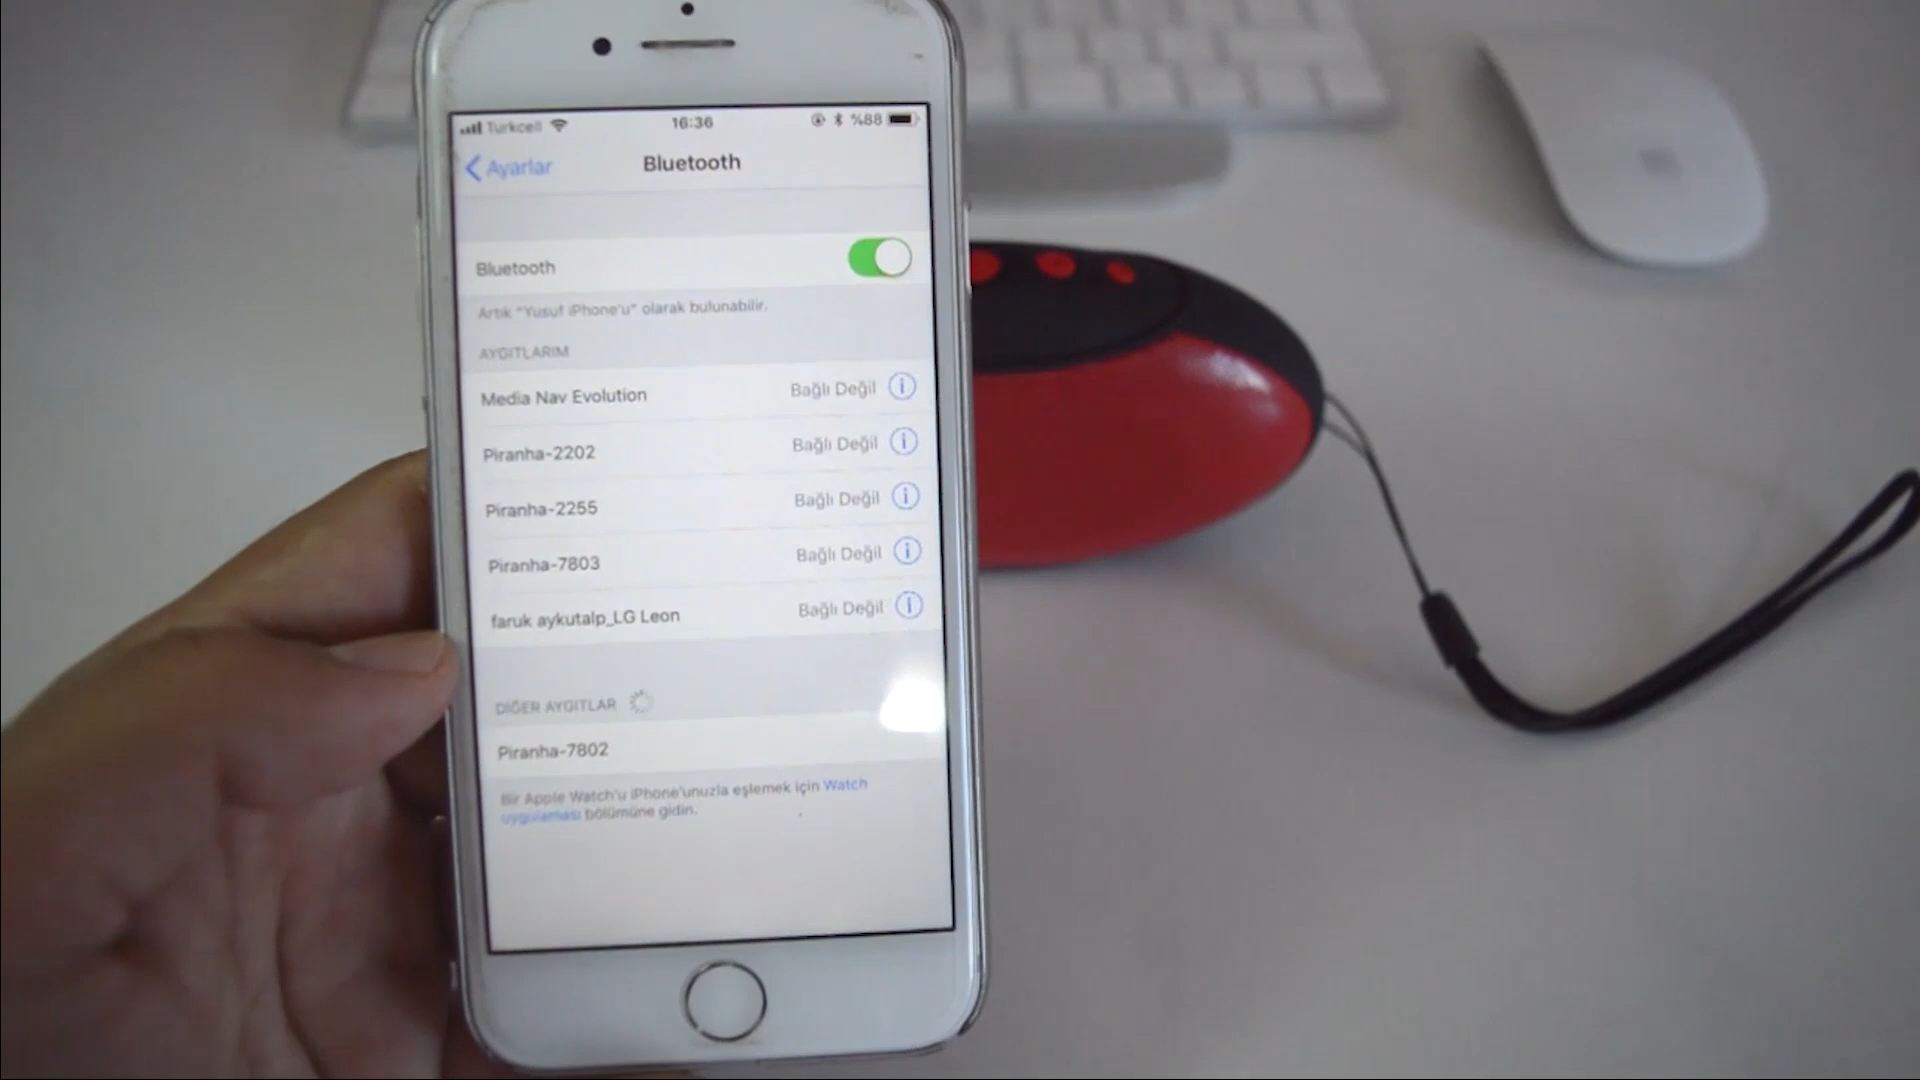 Turkcell 16:36 %88
Ayarlar Bluetooth
Bluetooth
Artık "Yusuf iPhone'u" olarak bulunabilir.
AYGITLARIM
Media Nav Evolution Bağlı Değil
Piranha-2202 Bağlı Değil
Piranha-2255 Bağlı Değil
Piranha-7803 Bağlı Değil
faruk aykutalp_LG Leon Bağlı Değil
DİĞER AYGITLAR
Piranha-7802
Bir Apple Watch'u iPhone'unuzla eşlemek için Watch
uygulaması bölümüne gidin.